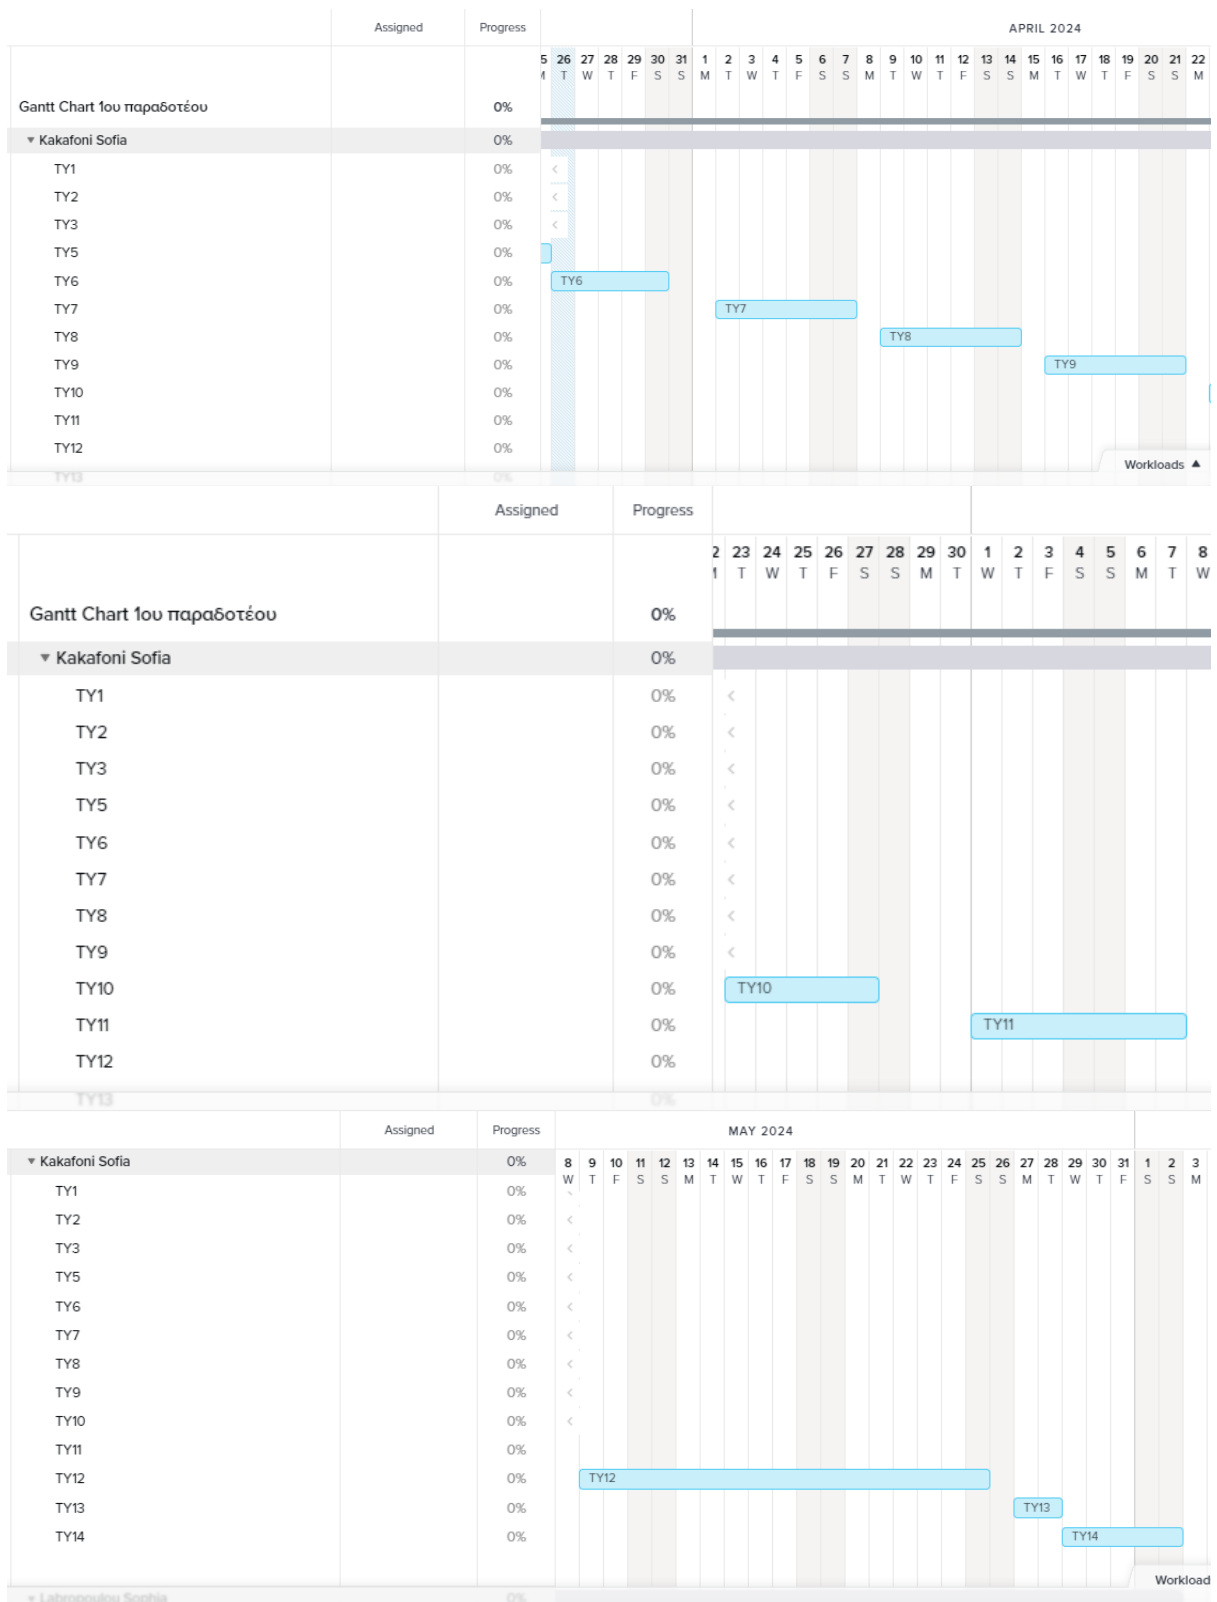 Assigned Progress APRIL 2024
5 26 27 28 29 30 31 1 2 3 4 5 6 7 8 9 10 11 12 13 14 15 16 17 18 19 20 21 22
T W T F S S M T W T F S S M T W T F S S M T W T F S S M
Gantt Chart 1ου παραδοτέου 0%
Kakafoni Sofia 0%
TY1 0%
TY2 0%
TY3 0%
TY5 0%
TY6 0% TY6
TY7 0% TY7
TY8 0% TY8
TY9 0% TY9
TY10 0%
TY11 0%
TY12 0%
Workloads
TY13 0%
Assigned Progress
2 23 24 25 26 27 28 29 30 1 2 3 4 5 6 7 8
T W T F S S M T W T F S S M T W
Gantt Chart 1ου παραδοτέου 0%
Kakafoni Sofia 0%
TY1 0%
TY2 0%
TY3 0%
TY5 0%
TY6 0%
TY7 0%
TY8 0%
TY9 0%
TY10 0% TY10
TY11 0% TY11
TY12 0%
TY13 0%
Assigned Progress MAY 2024
Kakafoni Sofia 0% 8 9 10 11 12 13 14 15 16 17 18 19 20 21 22 23 24 25 26 27 28 29 30 31 1 2 3
W T F S S M T W T F S S M T W T F S S M T W T F S S M
TY1 0%
TY2 0%
TY3 0%
TY5 0%
TY6 0%
TY7 0%
TY8 0%
TY9 0%
TY10 0%
TY11 0%
TY12 0% TY12
TY13 0% TY13
TY14 0% TY14
Workload
Labropoulou Sophia 0%